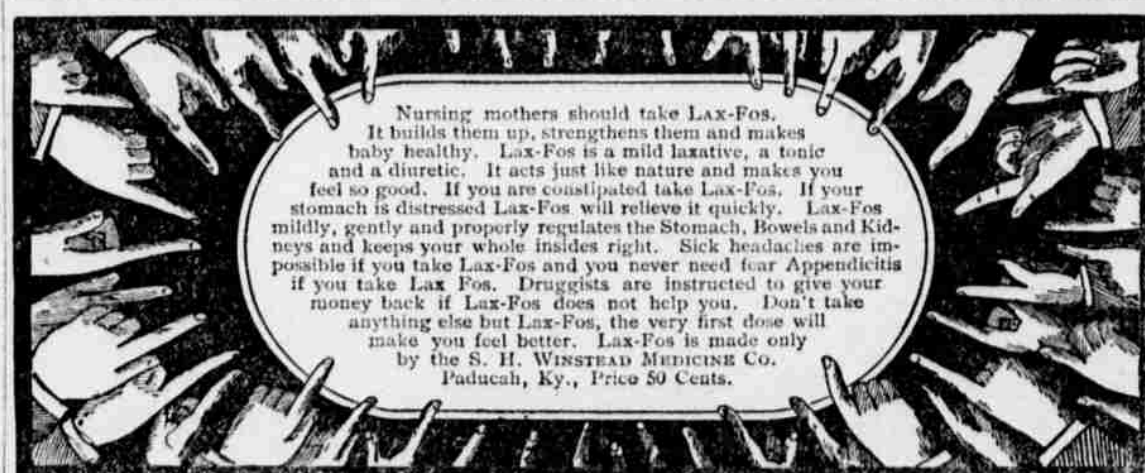 Nursing mothers should take LAX-FOS.
It builds them up, strengthens them and makes
baby healthy. Lax-Fos is a mild laxative, a tonic
and a diuretic. It acts just like nature and makes you
feel so good. If you are constipated take Lax-Fos. If your
stomach is distressed Lax-Fos will relieve it quickly. Lax-Fos
mildly, gently and properly regulates the Stomach, Bowels and Kid-
neys and keeps your whole insides right. Sick headaches are im-
possible if you take Lax-Fos and you never need fear Appendicitis
if you take Lax Fos. Druggists are instructed to give your
money back if Lax-Fos does not help you. Don't take
anything else but Lax-Fos, the very first dose will
make you feel better. Lax-Fos is made only
by the S. H. WINSTEAD MEDICINE CO.
Paducah, Ky., Price 50 Cents.